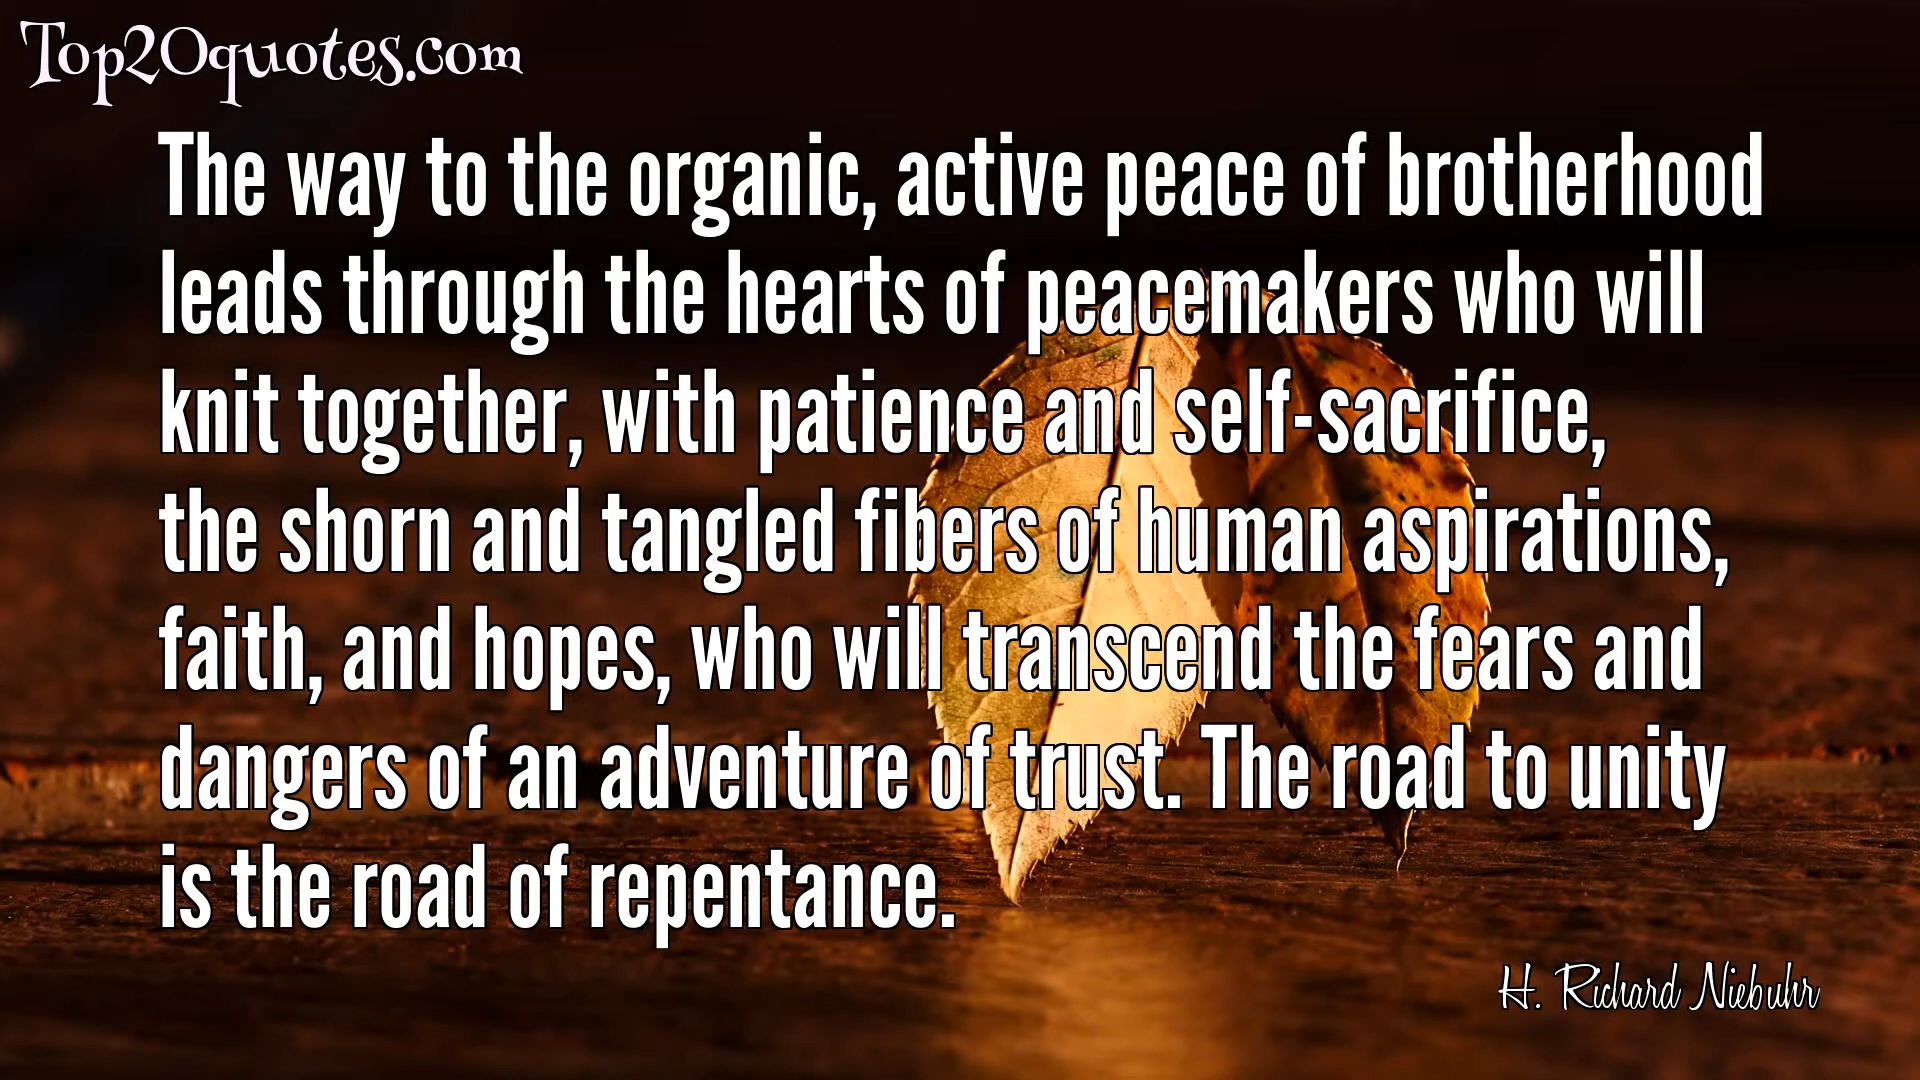 Top20quotes.com
The way to the organic, active peace of brotherhood
leads through the hearts of peacemakers who will
knit together, with patience and self-sacrifice,
the shorn and tangled fibers of human aspirations,
faith, and hopes, who will transcend the fears and
dangers of an adventure of trust. The road to unity
is the road of repentance.
H. Richard Niebuhr